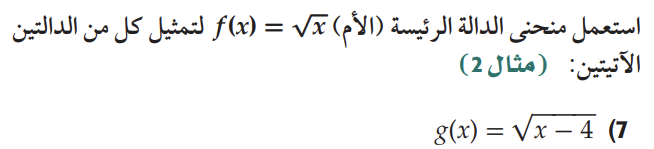 استعمل منحنى الدالة الرئيسة (الأم) f(x) = √x لتمثيل كل من الدالتين
الآتيتين: (مثال 2)
7) g(x) = √(x − 4)